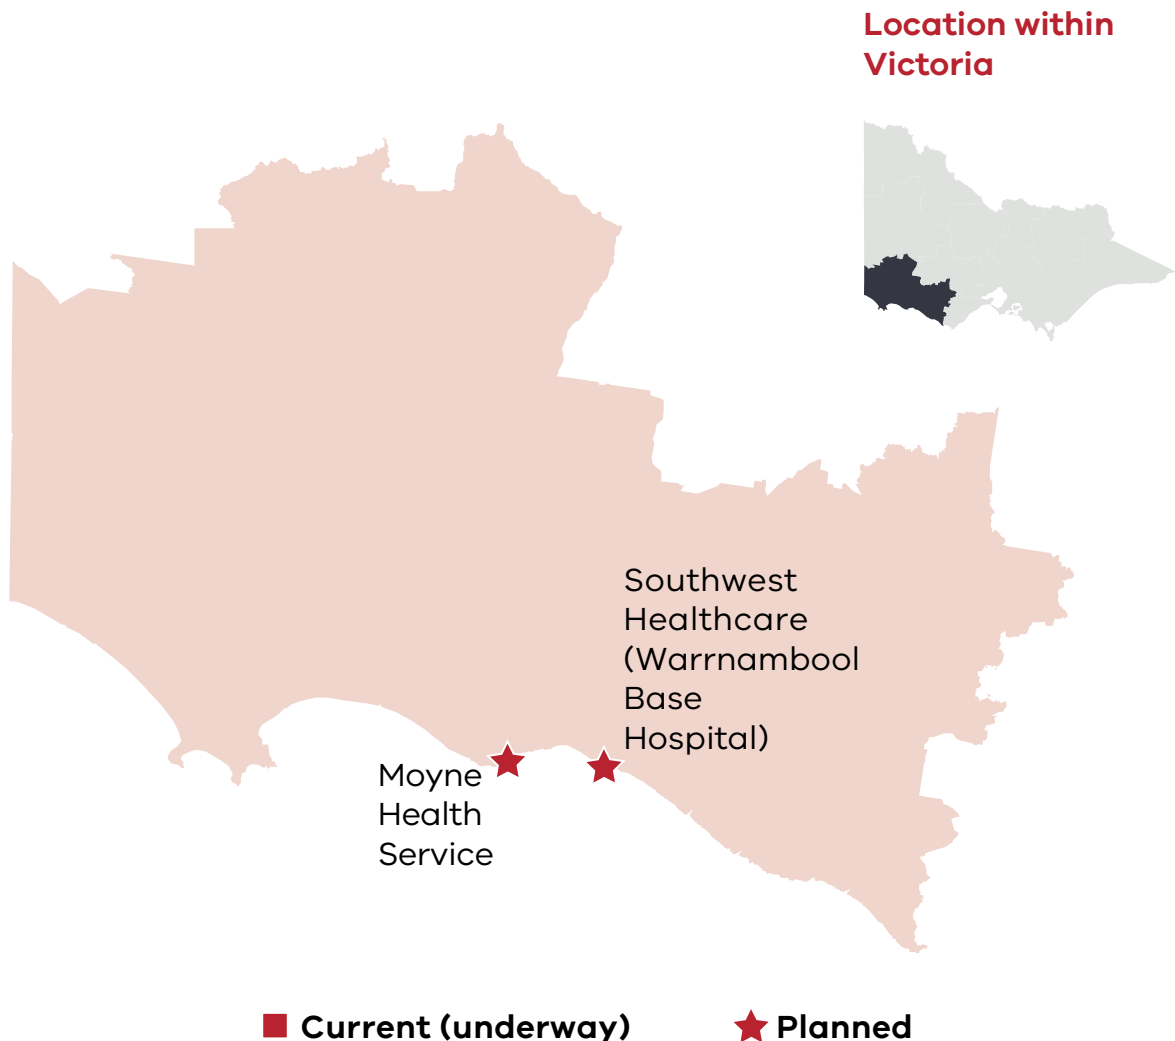 Location within
Victoria
Southwest
Healthcare
(Warrnambool
Base
Hospital)
Moyne
Health
Service
Current (underway)
Planned